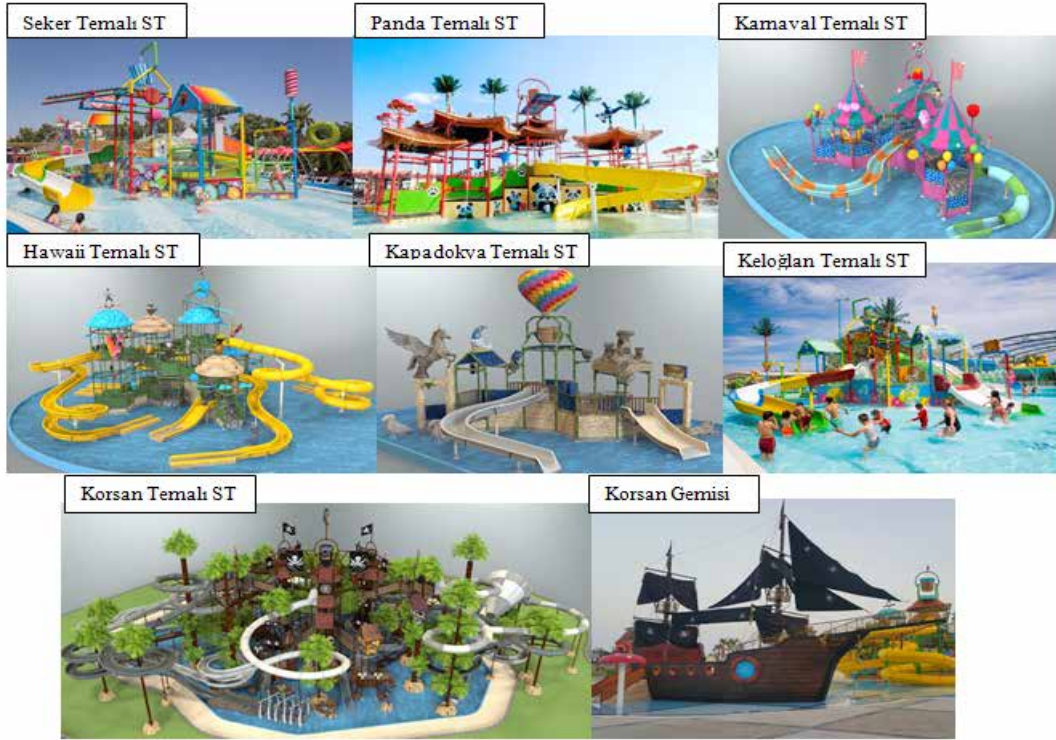 Seker Temalı ST
Panda Temalı ST
Karnaval Temalı ST
Hawaii Temalı ST
Kapadokya Temalı ST
Keloğlan Temalı ST
Korsan Temalı ST
Korsan Gemisi